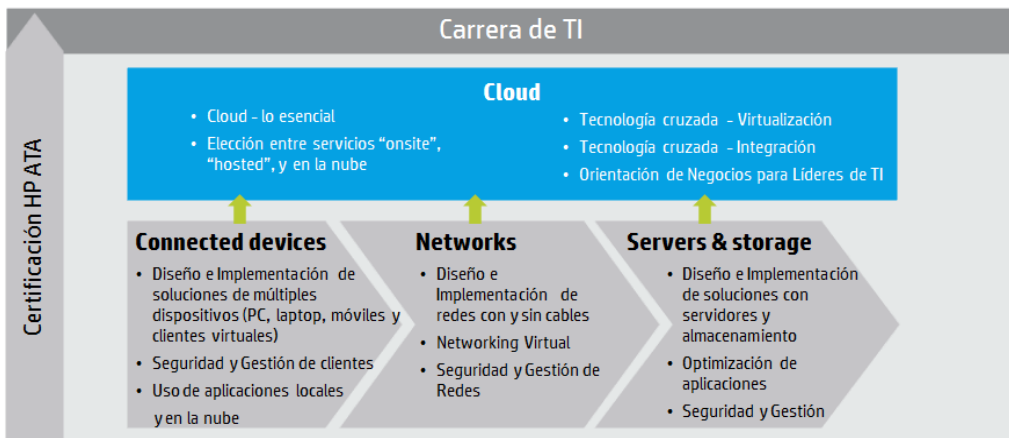 Carrera de TI
Certificación HP ATA
Cloud
• Cloud - lo esencial
• Elección entre servicios “onsite”,
“hosted”, y en la nube
• Tecnología cruzada - Virtualización
• Tecnología cruzada - Integración
• Orientación de Negocios para Líderes de TI
Connected devices
• Diseño e Implementación de
soluciones de múltiples
dispositivos (PC, laptop, móviles y
clientes virtuales)
• Seguridad y Gestión de clientes
• Uso de aplicaciones locales
y en la nube
Networks
• Diseño e
Implementación de
redes con y sin cables
• Networking Virtual
• Seguridad y Gestión de
Redes
Servers & storage
• Diseño e Implementación
de soluciones con
servidores y
almacenamiento
• Optimización de
aplicaciones
• Seguridad y Gestión